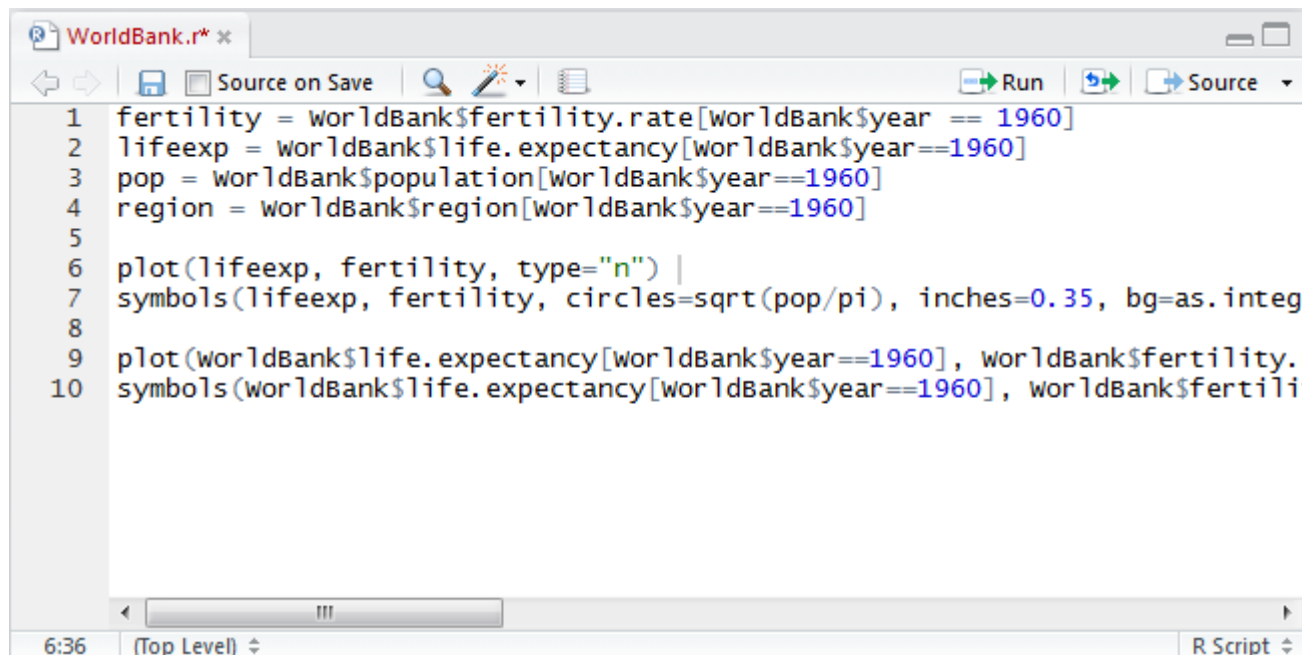 WorldBank.r* ×
Source on Save Run Source
1 fertility = WorldBank$fertility.rate[WorldBank$year == 1960]
2 lifeexp = WorldBank$life.expectancy[WorldBank$year==1960]
3 pop = WorldBank$population[WorldBank$year==1960]
4 region = WorldBank$region[WorldBank$year==1960]
5
6 plot(lifeexp, fertility, type="n")
7 symbols(lifeexp, fertility, circles=sqrt(pop/pi), inches=0.35, bg=as.integ
8
9 plot(WorldBank$life.expectancy[WorldBank$year==1960], WorldBank$fertility.
10 symbols(WorldBank$life.expectancy[WorldBank$year==1960], WorldBank$fertili
6:36 (Top Level) R Script